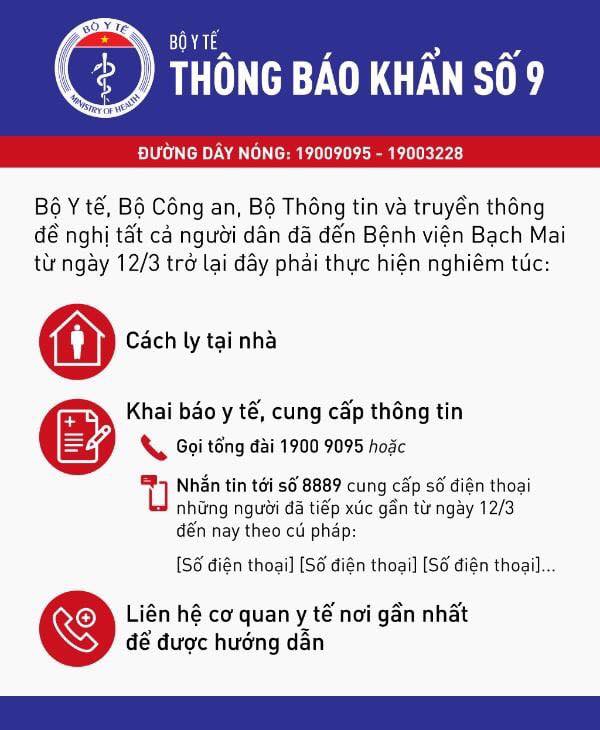 BỘ Y TẾ
MINISTRY OF HEALTH
BỘ Y TẾ
THÔNG BÁO KHẨN SỐ 9
ĐƯỜNG DÂY NÓNG: 19009095 - 19003228
Bộ Y tế, Bộ Công an, Bộ Thông tin và truyền thông
đề nghị tất cả người dân đã đến Bệnh viện Bạch Mai
từ ngày 12/3 trở lại đây phải thực hiện nghiêm túc:
Cách ly tại nhà
Khai báo y tế, cung cấp thông tin
Gọi tổng đài 1900 9095 hoặc
Nhắn tin tới số 8889 cung cấp số điện thoại
những người đã tiếp xúc gần từ ngày 12/3
đến nay theo cú pháp:
[Số điện thoại] [Số điện thoại] [Số điện thoại]...
Liên hệ cơ quan y tế nơi gần nhất
để được hướng dẫn